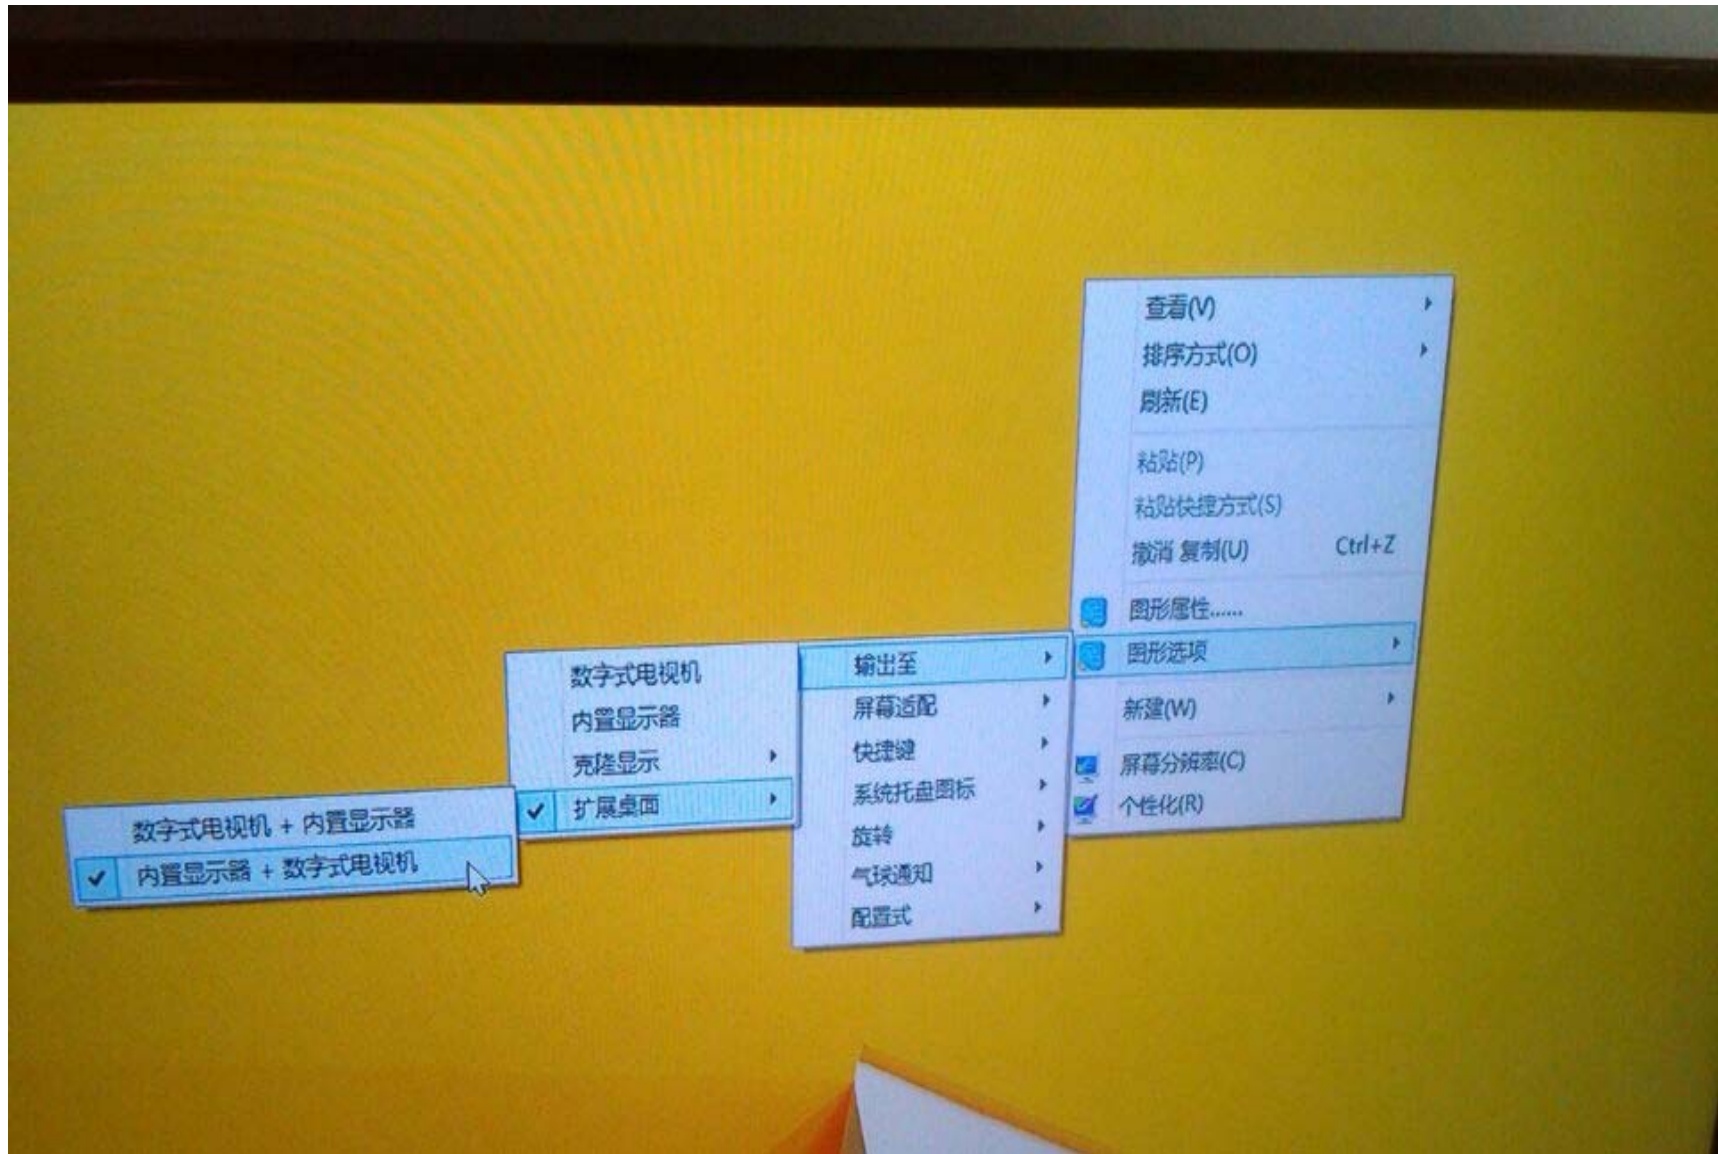 查看(V)
排序方式(O)
刷新(E)
粘贴(P)
粘贴快捷方式(S)
撤消 复制(U) Ctrl+Z
图形属性......
图形选项
新建(W)
屏幕分辨率(C)
个性化(R)
输出至
屏幕适配
快捷键
系统托盘图标
旋转
气球通知
配置式
数字式电视机
内置显示器
克隆显示
扩展桌面
数字式电视机 + 内置显示器
内置显示器 + 数字式电视机